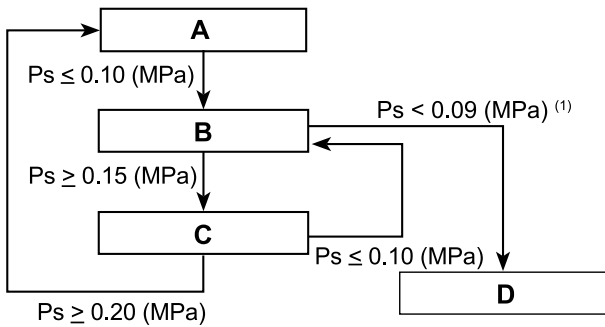 A
Ps ≤ 0.10 (MPa)
Ps < 0.09 (MPa) (1)
B
Ps ≥ 0.15 (MPa)
C
Ps ≤ 0.10 (MPa)
D
Ps ≥ 0.20 (MPa)